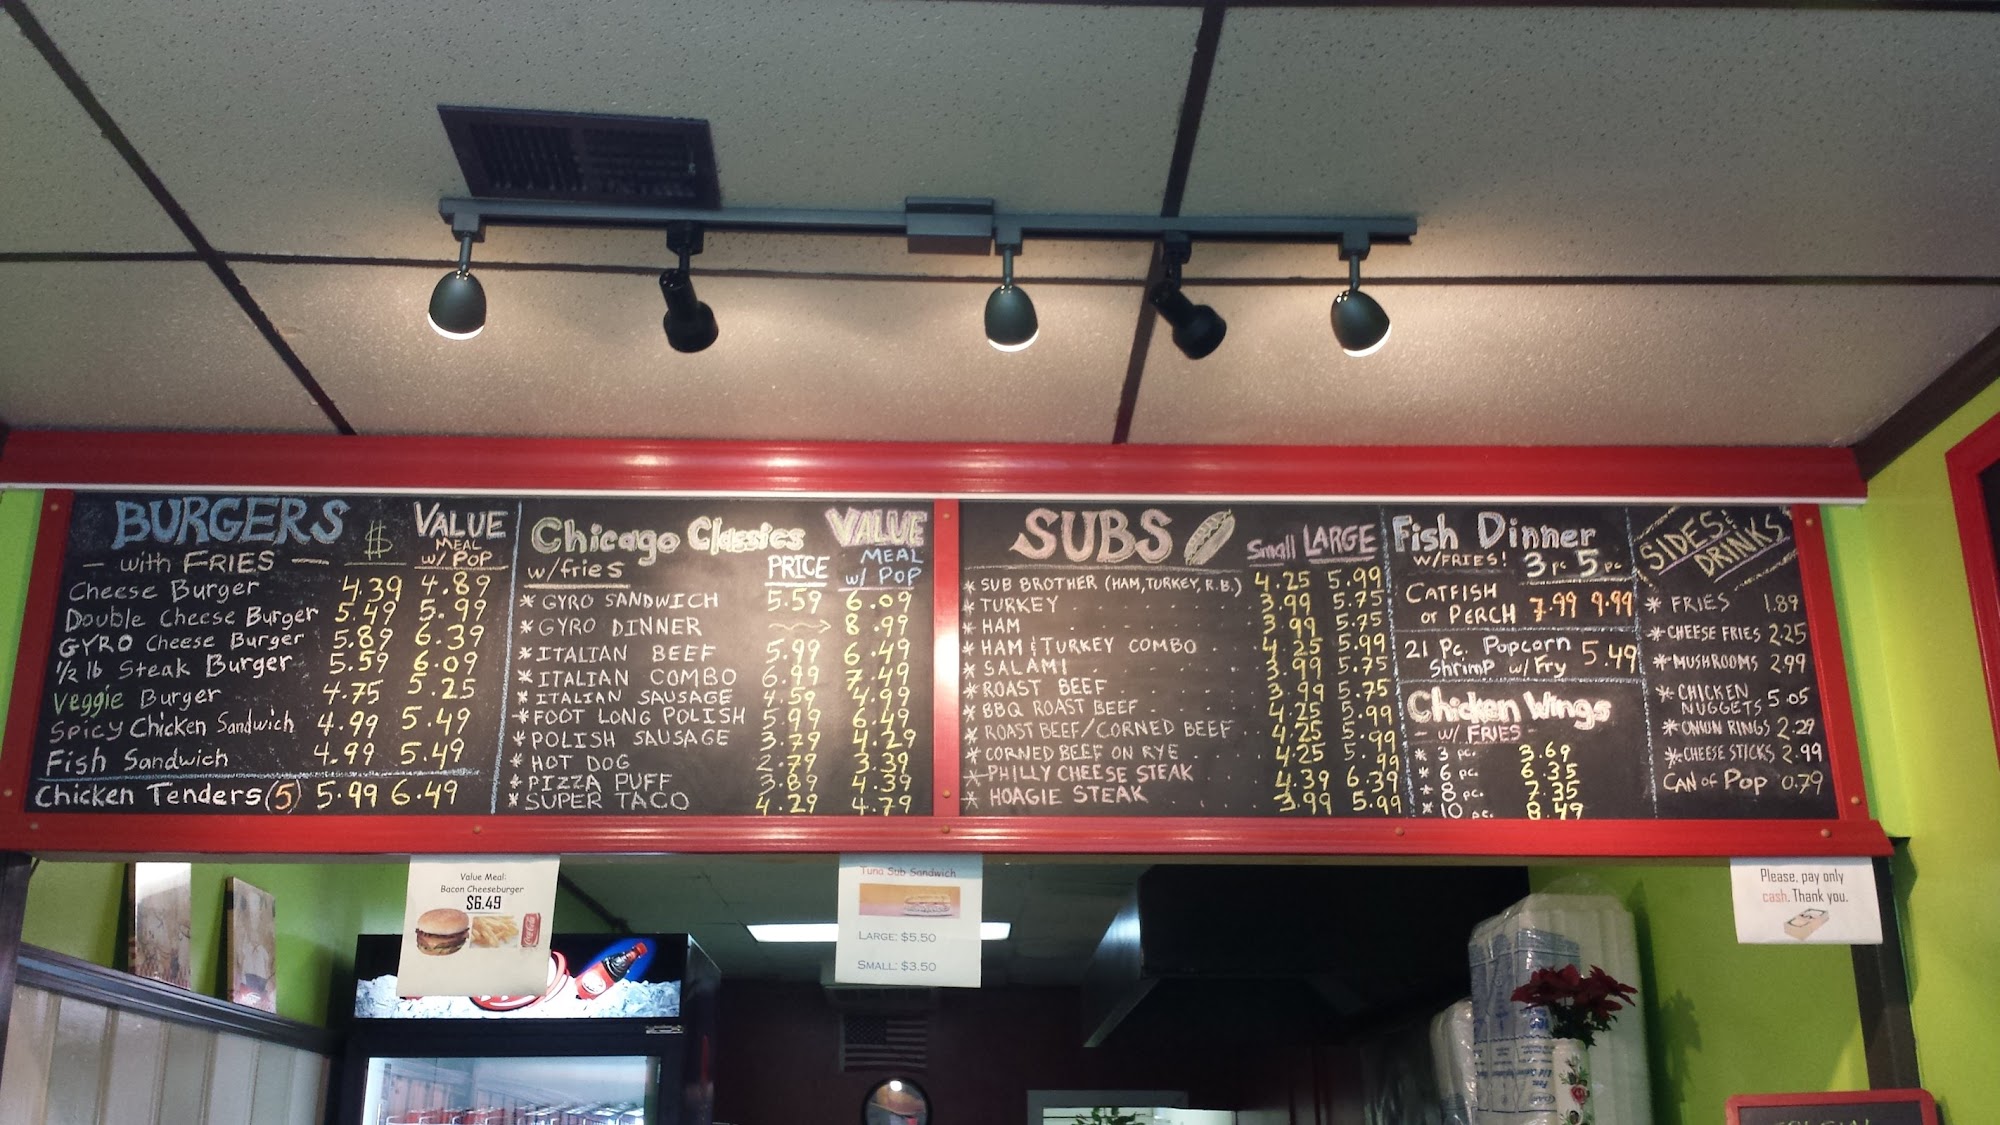 BURGERS $ VALUE
MEAL
— with FRIES — w/ POP
Cheese Burger 4.39 4.89
Double Cheese Burger 5.49 5.99
GYRO Cheese Burger 5.89 6.39
1/2 lb Steak Burger 5.59 6.09
Veggie Burger 4.75 5.25
Spicy Chicken Sandwich 4.99 5.49
Fish Sandwich 4.99 5.49
Chicken Tenders (5) 5.99 6.49
Chicago Classics VALUE
MEAL
w/fries PRICE w/ POP
* GYRO SANDWICH 5.59 6.09
* GYRO DINNER 8.99
* ITALIAN BEEF 5.99 6.49
* ITALIAN COMBO 6.99 7.49
* ITALIAN SAUSAGE 4.59 4.99
* FOOT LONG POLISH 5.99 6.49
* POLISH SAUSAGE 3.79 4.29
* HOT DOG 2.79 3.39
* PIZZA PUFF 3.89 4.39
* SUPER TACO 4.29 4.79
SUBS Small LARGE
* SUB BROTHER (HAM, TURKEY, R.B.) 4.25 5.99
* TURKEY 3.99 5.75
* HAM 3.99 5.75
* HAM & TURKEY COMBO 4.25 5.99
* SALAMI 3.99 5.75
* ROAST BEEF 3.99 5.75
* BBQ ROAST BEEF 4.25 5.99
* ROAST BEEF/CORNED BEEF 4.25 5.99
* CORNED BEEF ON RYE 4.25 5.99
* PHILLY CHEESE STEAK 4.39 6.39
* HOAGIE STEAK 3.99 5.99
Fish Dinner
W/FRIES! 3 pc 5 pc
CATFISH
or PERCH 7.99 9.99
21 Pc. Popcorn
Shrimp w/ Fry 5.49
Chicken Wings
- w/ FRIES -
* 3 pc. 3.69
* 6 pc. 6.35
* 8 pc. 7.35
* 10 pc. 8.49
SIDES &
DRINKS
* FRIES 1.89
* CHEESE FRIES 2.25
* MUSHROOMS 2.99
* CHICKEN
NUGGETS 5.05
* ONION RINGS 2.29
* CHEESE STICKS 2.99
CAN of POP 0.79
Value Meal:
Bacon Cheeseburger
$6.49
Tuna Sub Sandwich
LARGE: $5.50
SMALL: $3.50
Please, pay only
cash. Thank you.